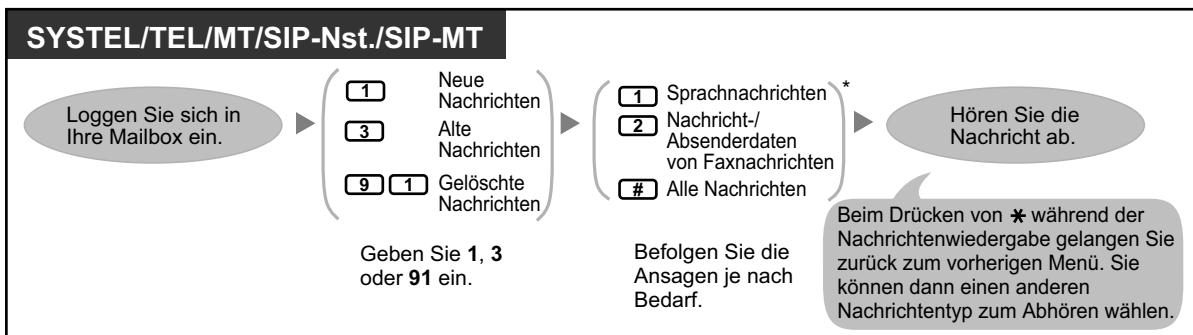 SYSTEL/TEL/MT/SIP-Nst./SIP-MT
Loggen Sie sich in
Ihre Mailbox ein.
1 Neue
Nachrichten
3 Alte
Nachrichten
9 1 Gelöschte
Nachrichten
Geben Sie 1, 3
oder 91 ein.
1 Sprachnachrichten *
2 Nachricht-/
Absenderdaten
von Faxnachrichten
# Alle Nachrichten
Befolgen Sie die
Ansagen je nach
Bedarf.
Hören Sie die
Nachricht ab.
Beim Drücken von * während der
Nachrichtenwiedergabe gelangen Sie
zurück zum vorherigen Menü. Sie
können dann einen anderen
Nachrichtentyp zum Abhören wählen.